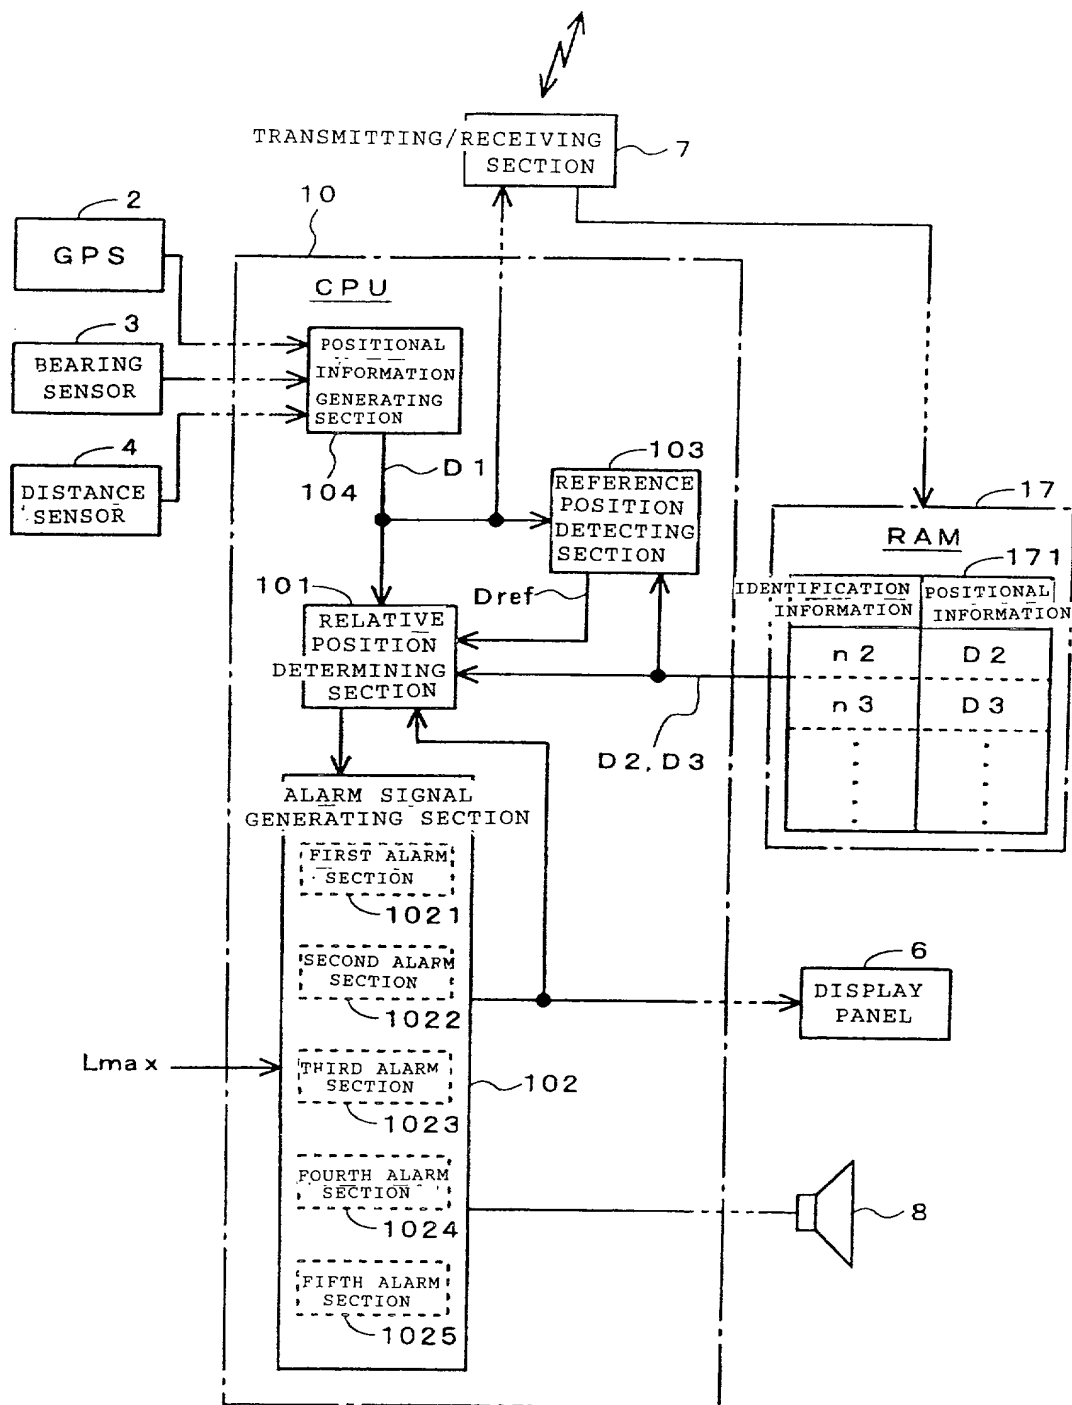 TRANSMITTING/RECEIVING
SECTION
7
10
2
GPS
CPU
3
BEARING
SENSOR
POSITIONAL
INFORMATION
GENERATING
SECTION
104
D1
4
DISTANCE
SENSOR
103
REFERENCE
POSITION
DETECTING
SECTION
17
RAM
171
IDENTIFICATION
INFORMATION
POSITIONAL
INFORMATION
n2
D2
n3
D3
Dref
101
RELATIVE
POSITION
DETERMINING
SECTION
D2, D3
ALARM SIGNAL
GENERATING SECTION
FIRST ALARM
SECTION
1021
SECOND ALARM
SECTION
1022
6
DISPLAY
PANEL
Lmax
THIRD ALARM
SECTION
1023
102
FOURTH ALARM
SECTION
1024
8
FIFTH ALARM
SECTION
1025